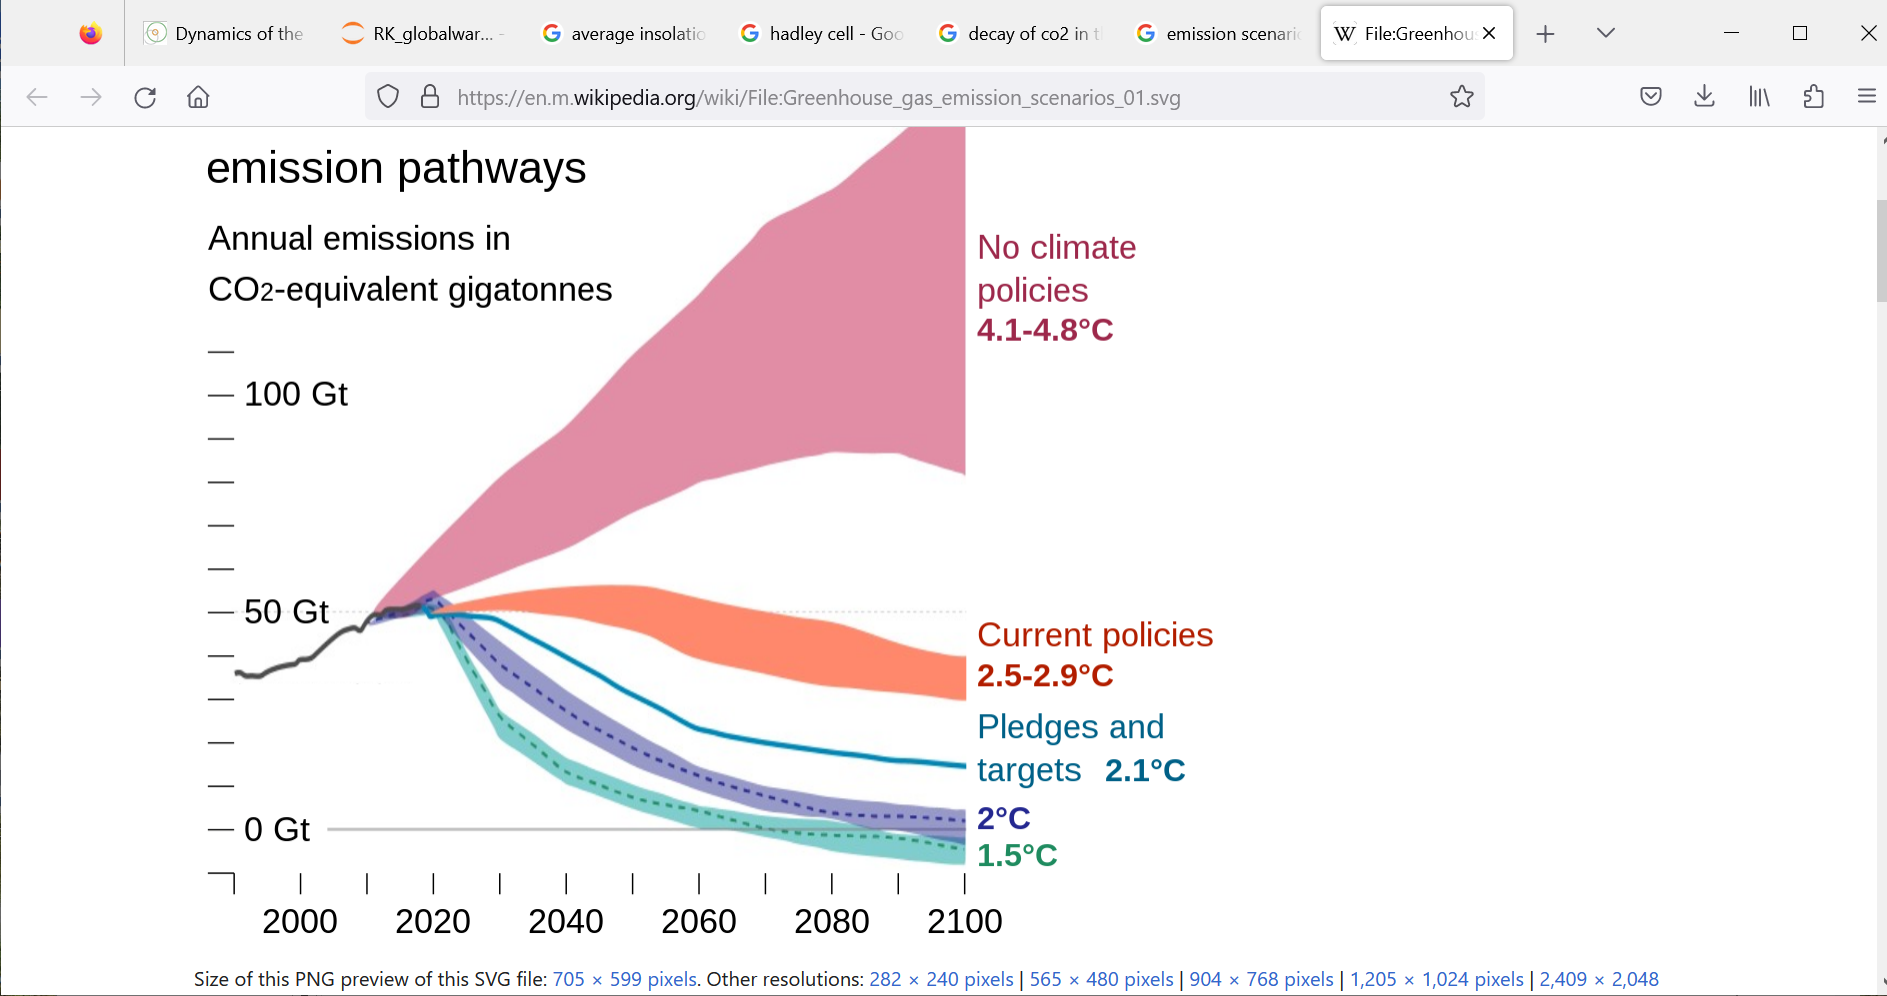 Dynamics of the
RK_globalwar... -
average insolatio
hadley cell - Goo
decay of co2 in t
emission scenari
File:Greenhou
https://en.m.wikipedia.org/wiki/File:Greenhouse_gas_emission_scenarios_01.svg
emission pathways
Annual emissions in
CO2-equivalent gigatonnes
No climate
policies
4.1-4.8°C
100 Gt
50 Gt
Current policies
2.5-2.9°C
Pledges and
targets 2.1°C
2°C
0 Gt
1.5°C
2000 2020 2040 2060 2080 2100
Size of this PNG preview of this SVG file: 705 × 599 pixels. Other resolutions: 282 × 240 pixels | 565 × 480 pixels | 904 × 768 pixels | 1,205 × 1,024 pixels | 2,409 × 2,048